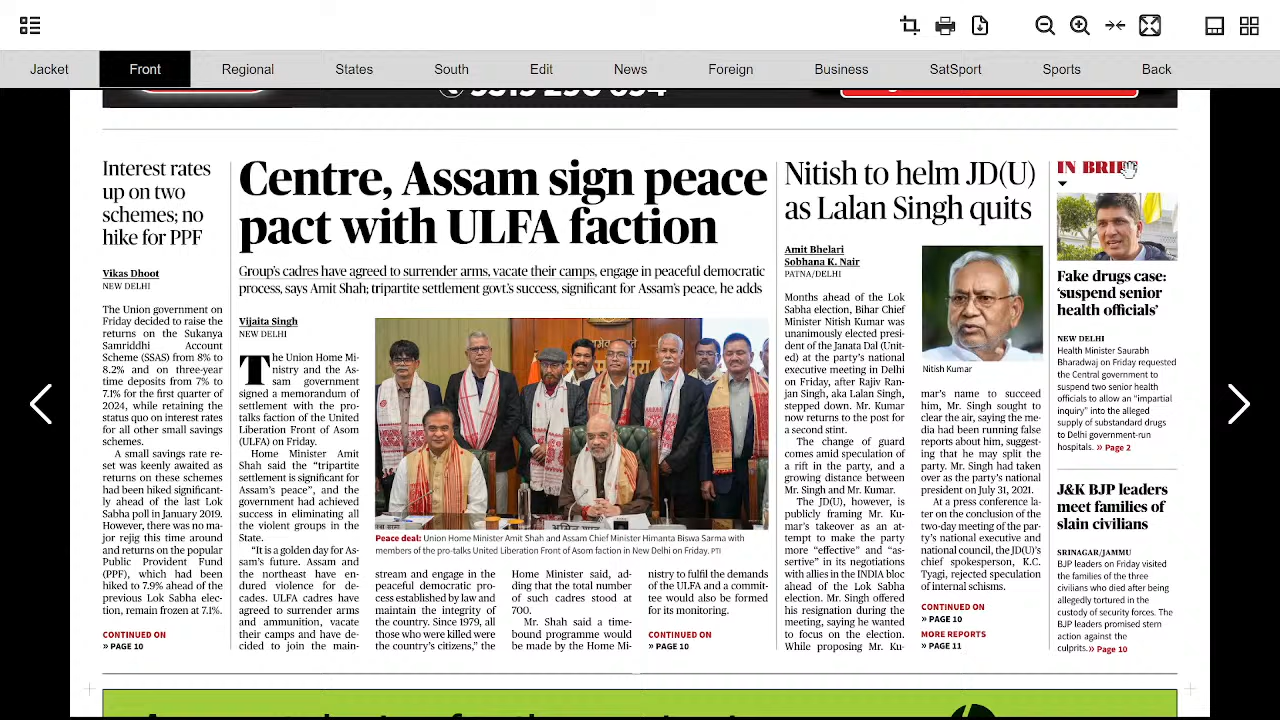 Jacket Front Regional States South Edit News Foreign Business SatSport Sports Back
Interest rates
up on two
schemes; no
hike for PPF
Vikas Dhoot
NEW DELHI
The Union government on
Friday decided to raise the
returns on the Sukanya
Samriddhi Account
Scheme (SSAS) from 8% to
8.2% and on three-year
time deposits from 7% to
7.1% for the first quarter of
2024, while retaining the
status quo on interest rates
for all other small savings
schemes.
A small savings rate re-
set was keenly awaited as
returns on these schemes
had been hiked significant-
ly ahead of the last Lok
Sabha poll in January 2019.
However, there was no ma-
jor rejig this time around
and returns on the popular
Public Provident Fund
(PPF), which had been
hiked to 7.9% ahead of the
previous Lok Sabha elec-
tion, remain frozen at 7.1%.
CONTINUED ON
» PAGE 10
Centre, Assam sign peace
pact with ULFA faction
Group's cadres have agreed to surrender arms, vacate their camps, engage in peaceful democratic
process, says Amit Shah; tripartite settlement govt.'s success, significant for Assam's peace, he adds
Vijaita Singh
NEW DELHI
The Union Home Mi-
nistry and the As-
sam government
signed a memorandum of
settlement with the pro-
talks faction of the United
Liberation Front of Asom
(ULFA) on Friday.
Home Minister Amit
Shah said the “tripartite
settlement is significant for
Assam's peace”, and the
government had achieved
success in eliminating all
the violent groups in the
State.
“It is a golden day for As-
sam's future. Assam and
the northeast have en-
dured violence for de-
cades. ULFA cadres have
agreed to surrender arms
and ammunition, vacate
their camps and have de-
cided to join the main-
Peace deal: Union Home Minister Amit Shah and Assam Chief Minister Himanta Biswa Sarma with
members of the pro-talks United Liberation Front of Asom faction in New Delhi on Friday. PTI
stream and engage in the
peaceful democratic pro-
cess established by law and
maintain the integrity of
the country. Since 1979, all
those who were killed were
the country's citizens,” the
Home Minister said, ad-
ding that the total number
of such cadres stood at
700.
Mr. Shah said a time-
bound programme would
be made by the Home Mi-
nistry to fulfil the demands
of the ULFA and a commit-
tee would also be formed
for its monitoring.
CONTINUED ON
» PAGE 10
Nitish to helm JD(U)
as Lalan Singh quits
Amit Bhelari
Sobhana K. Nair
PATNA/DELHI
Months ahead of the Lok
Sabha election, Bihar Chief
Minister Nitish Kumar was
unanimously elected presi-
dent of the Janata Dal (Unit-
ed) at the party's national
executive meeting in Delhi
on Friday, after Rajiv Ran-
jan Singh, aka Lalan Singh,
stepped down. Mr. Kumar
now returns to the post for
a second stint.
The change of guard
comes amid speculation of
a rift in the party, and a
growing distance between
Mr. Singh and Mr. Kumar.
The JD(U), however, is
publicly framing Mr. Ku-
mar's takeover as an at-
tempt to make the party
more “effective” and “as-
sertive” in its negotiations
with allies in the INDIA bloc
ahead of the Lok Sabha
election. Mr. Singh offered
his resignation during the
meeting, saying he wanted
to focus on the election.
While proposing Mr. Ku-
Nitish Kumar
mar's name to succeed
him, Mr. Singh sought to
clear the air, saying the me-
dia had been running false
reports about him, suggest-
ing that he may split the
party. Mr. Singh had taken
over as the party's national
president on July 31, 2021.
At a press conference la-
ter on the conclusion of the
two-day meeting of the par-
ty's national executive and
national council, the JD(U)'s
chief spokesperson, K.C.
Tyagi, rejected speculation
of internal schisms.
CONTINUED ON
» PAGE 10
MORE REPORTS
» PAGE 11
IN BRIEF
Fake drugs case:
‘suspend senior
health officials’
NEW DELHI
Health Minister Saurabh
Bharadwaj on Friday requested
the Central government to
suspend two senior health
officials to allow an “impartial
inquiry” into the alleged
supply of substandard drugs
to Delhi government-run
hospitals. » Page 2
J&K BJP leaders
meet families of
slain civilians
SRINAGAR/JAMMU
BJP leaders on Friday visited
the families of the three
civilians who died after being
allegedly tortured in the
custody of security forces. The
BJP leaders promised stern
action against the
culprits.» Page 10